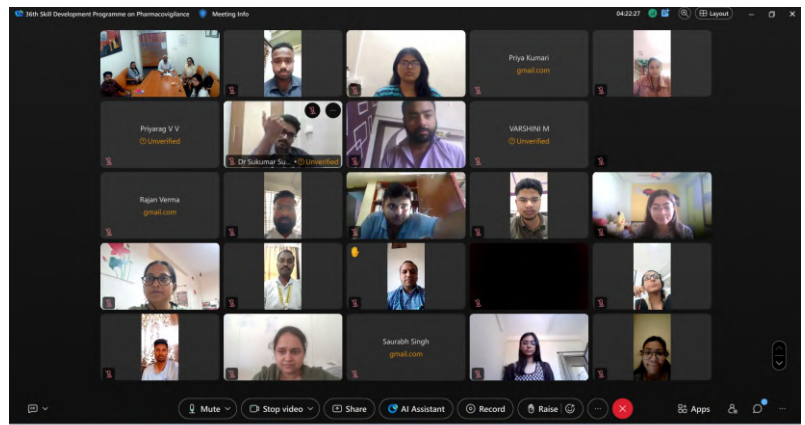 36th Skill Development Programme on Pharmacovigilance Meeting Info 04:22:27 Layout
Priya Kumari
gmail.com
Priyarag V V
Unverified
Dr Sukumar Su... • Unverified
VARSHINI M
Unverified
Rajan Verma
gmail.com
Saurabh Singh
gmail.com
Mute Stop video Share AI Assistant Record Raise Apps